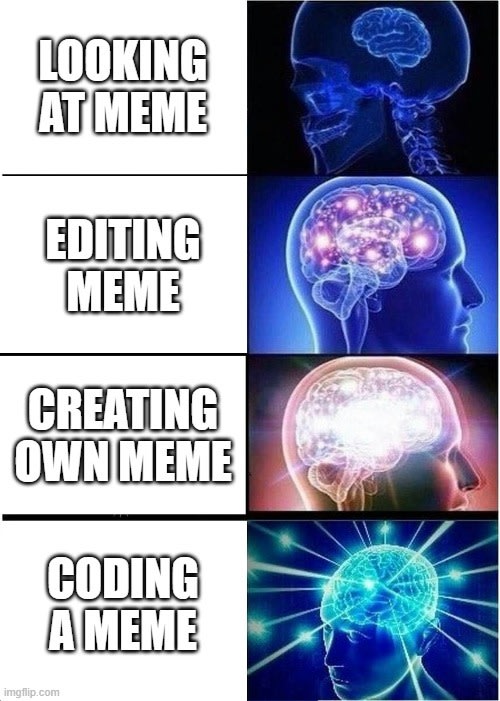 LOOKING
AT MEME
EDITING
MEME
CREATING
OWN MEME
CODING
A MEME
imgflip.com